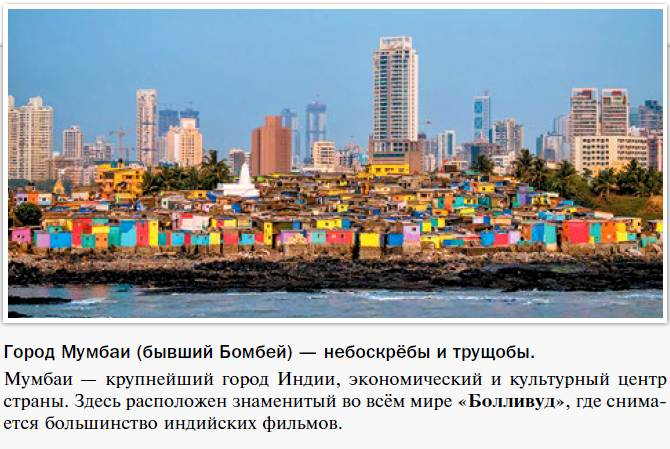 Город Мумбаи (бывший Бомбей) — небоскрёбы и трущобы.
Мумбаи — крупнейший город Индии, экономический и культурный центр
страны. Здесь расположен знаменитый во всём мире «Болливуд», где снима-
ется большинство индийских фильмов.